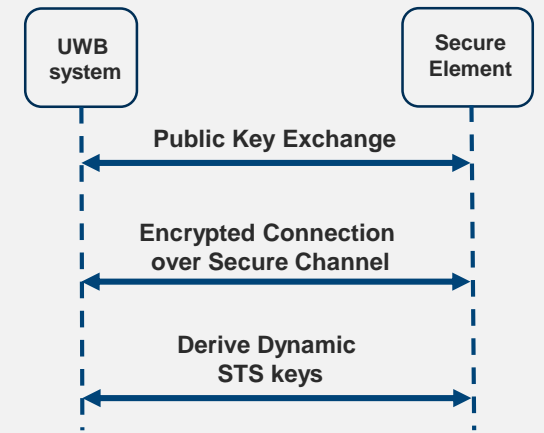 UWB
system
Secure
Element
Public Key Exchange
Encrypted Connection
over Secure Channel
Derive Dynamic
STS keys